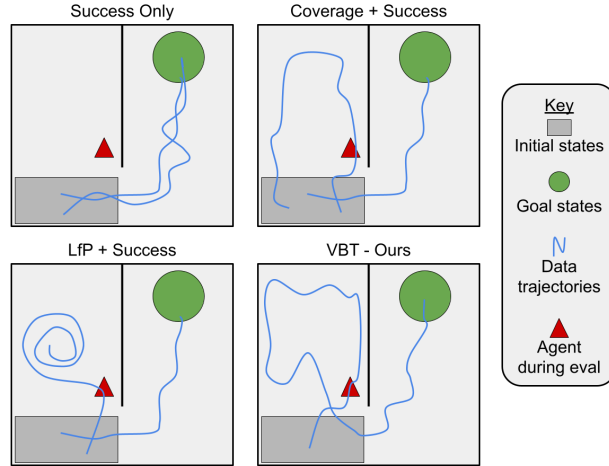 Success Only
Coverage + Success
LfP + Success
VBT - Ours
Key
Initial states
Goal states
Data
trajectories
Agent
during eval